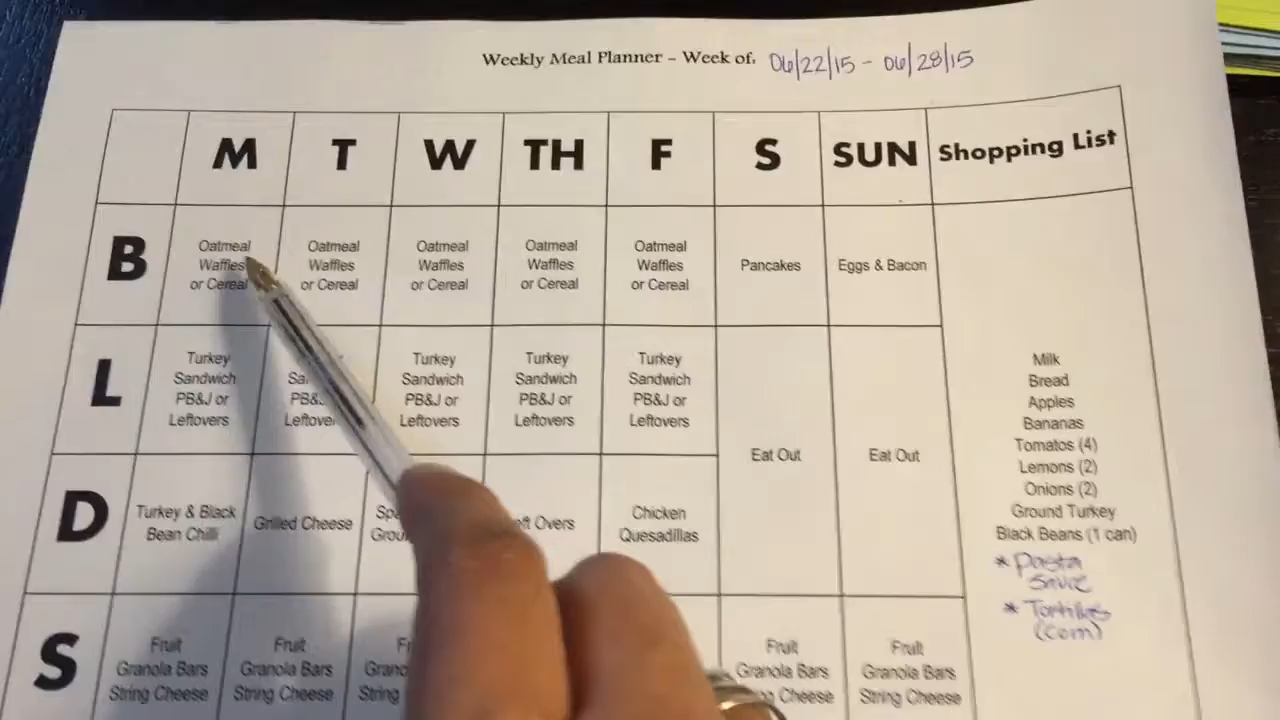 Weekly Meal Planner – Week of. 06/22/15 - 06/28/15
M T W TH F S SUN Shopping List
B
Oatmeal
Waffles
or Cereal
Oatmeal
Waffles
or Cereal
Oatmeal
Waffles
or Cereal
Oatmeal
Waffles
or Cereal
Oatmeal
Waffles
or Cereal
Pancakes
Eggs & Bacon
L
Turkey
Sandwich
PB&J or
Leftovers
Turkey
Sandwich
PB&J or
Leftovers
Turkey
Sandwich
PB&J or
Leftovers
Turkey
Sandwich
PB&J or
Leftovers
Eat Out
Eat Out
D
Turkey & Black
Bean Chilli
Grilled Cheese
Overs
Chicken
Quesadillas
S
Fruit
Granola Bars
String Cheese
Fruit
Granola Bars
String Cheese
String
Fruit
Granola Bars
Cheese
Fruit
Granola Bars
String Cheese
Milk
Bread
Apples
Bananas
Tomatos (4)
Lemons (2)
Onions (2)
Ground Turkey
Black Beans (1 can)
* Pasta
Sauce
* Tortillas
(corn)